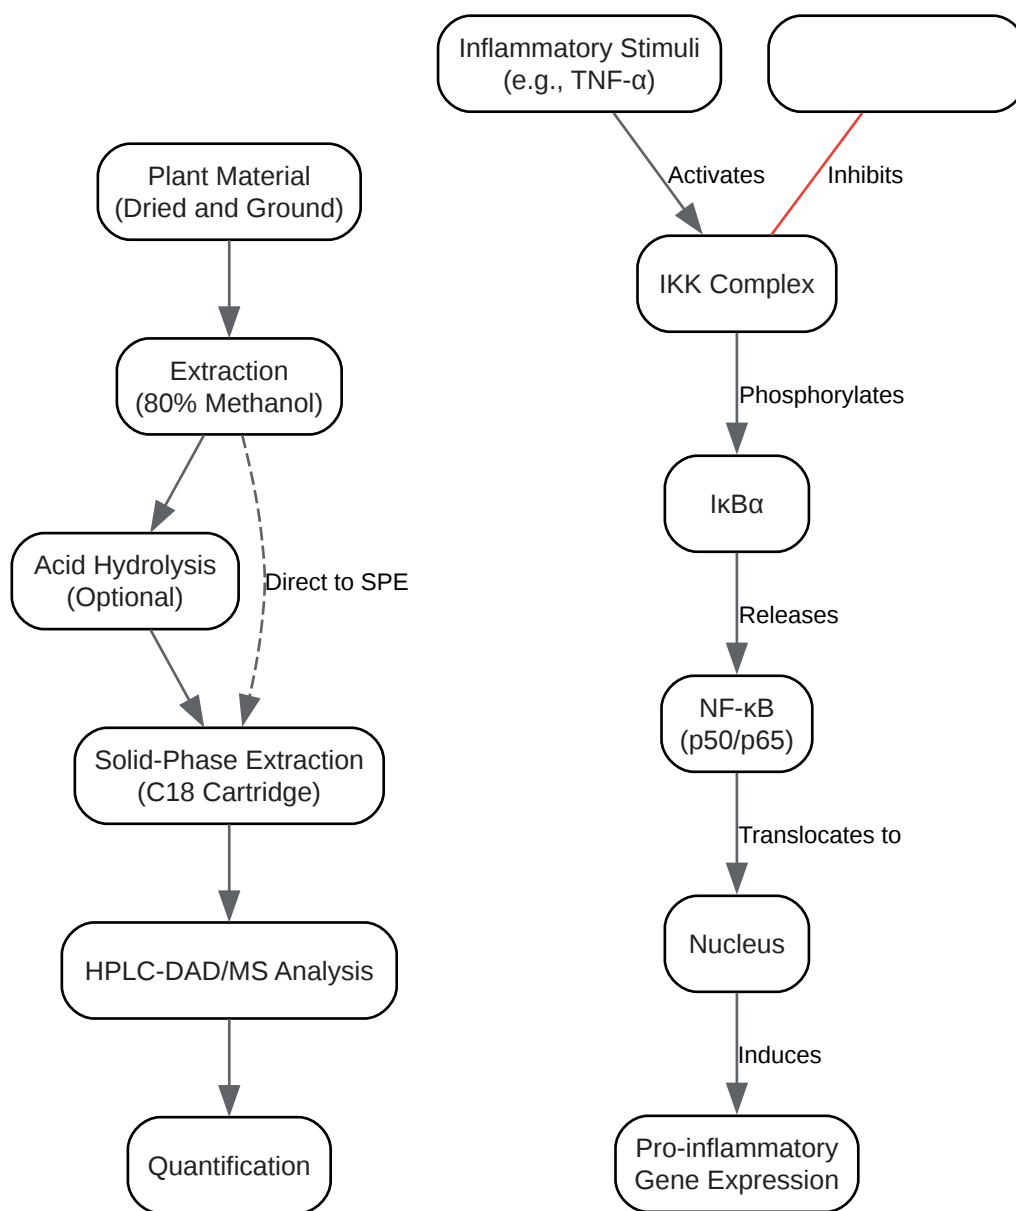 Plant Material
(Dried and Ground)
Extraction
(80% Methanol)
Acid Hydrolysis
(Optional)
Direct to SPE
Solid-Phase Extraction
(C18 Cartridge)
HPLC-DAD/MS Analysis
Quantification
Inflammatory Stimuli
(e.g., TNF-α)
Activates
Inhibits
IKK Complex
Phosphorylates
IκBα
Releases
NF-κB
(p50/p65)
Translocates to
Nucleus
Induces
Pro-inflammatory
Gene Expression